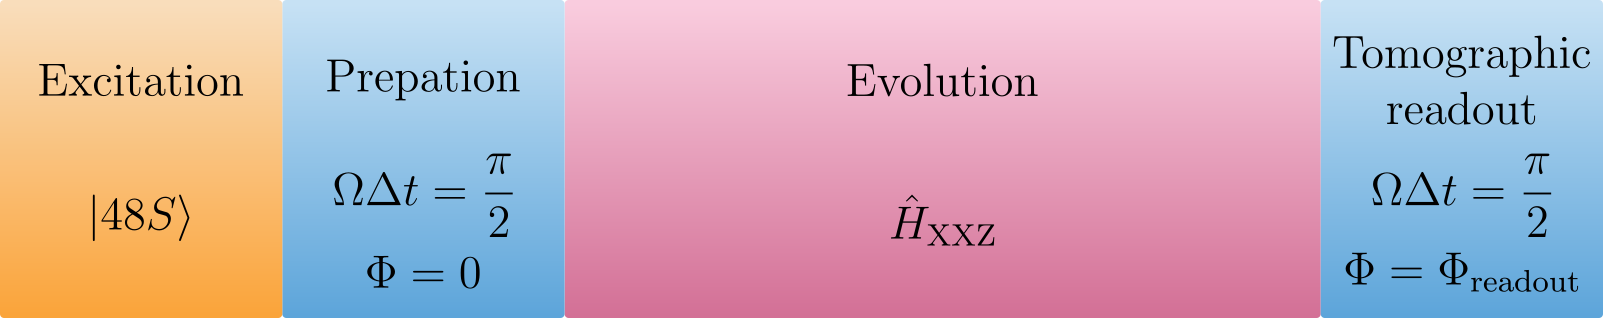 Excitation
|48S⟩
Prepation
ΩΔt = π/2
Φ = 0
Evolution
Ĥ_XXZ
Tomographic
readout
ΩΔt = π/2
Φ = Φ_readout